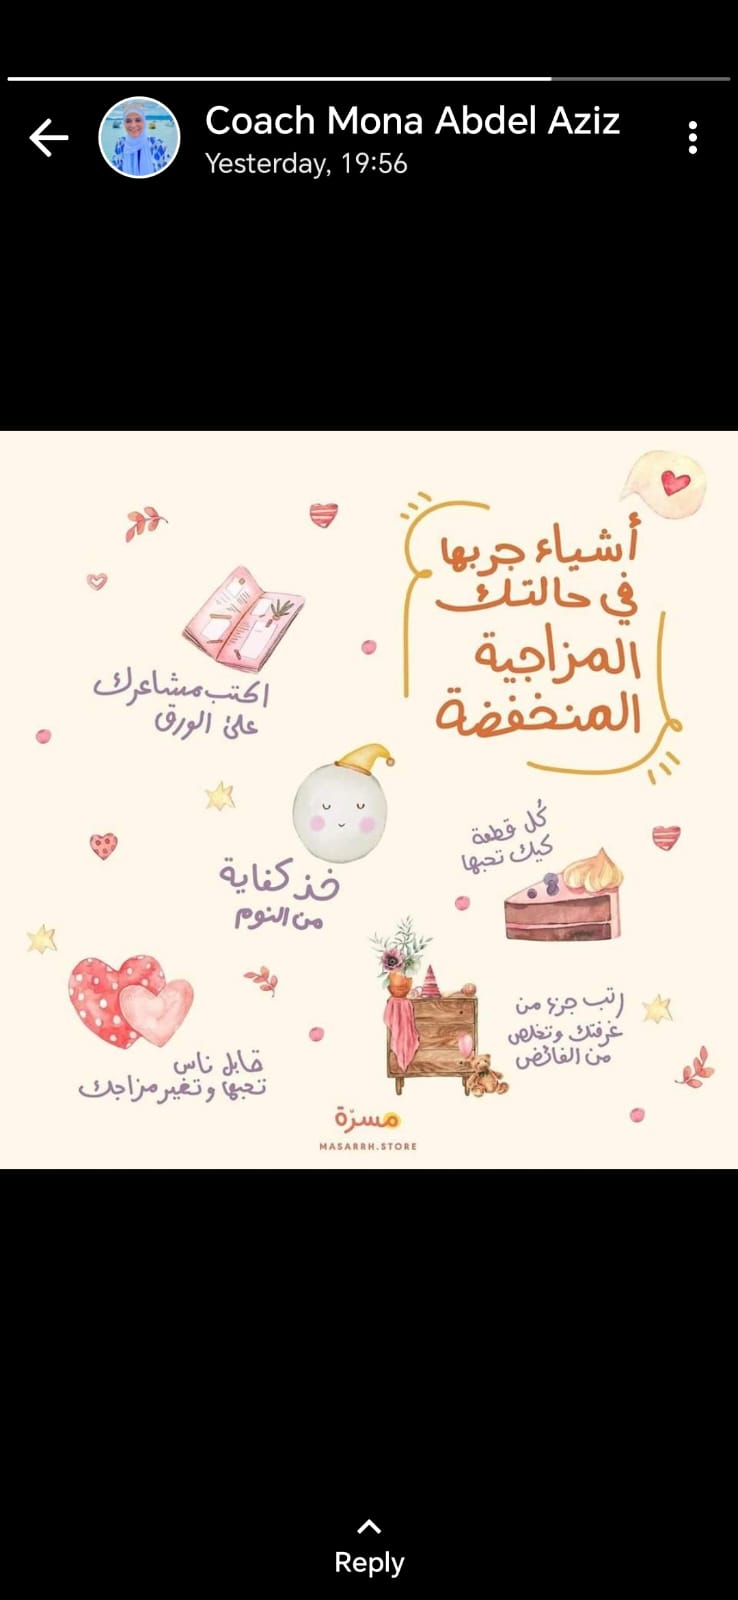 Coach Mona Abdel Aziz
Yesterday, 19:56
أشياء جربها
في حالتك
المزاجية
المنخفضة
اكتب مشاعرك
على الورق
كُل قطعة
كيك تحبها
خذ كفاية
من النوم
رتب جزء من
غرفتك وتخلص
من الفائض
قابل ناس
تحبها وتغير مزاجك
مسرّة
MASARRH.STORE
Reply